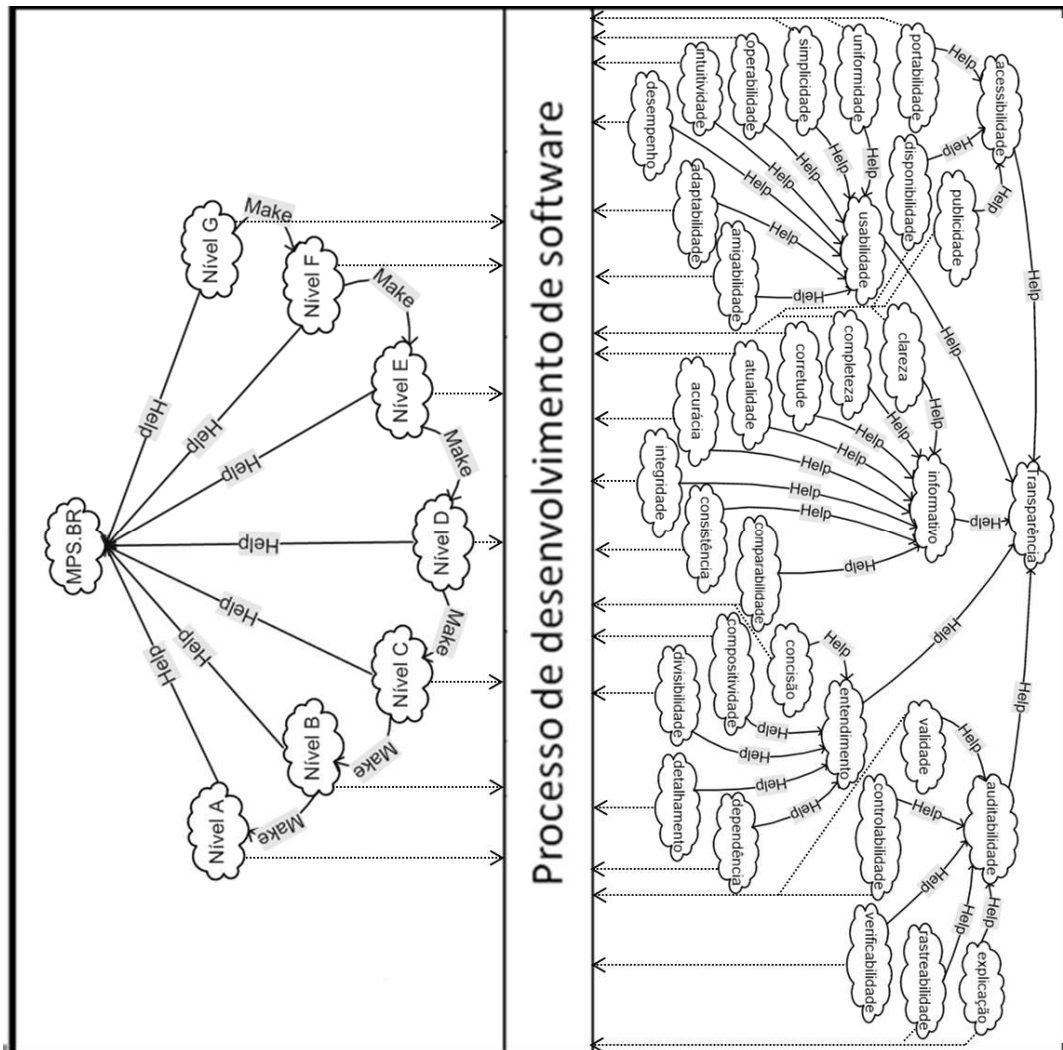 Processo de desenvolvimento de software
MPS.BR
Help
Help
Help
Help
Help
Help
Help
Nível G
Make
Nível F
Make
Nível E
Make
Nível D
Make
Nível C
Make
Nível B
Make
Nível A
Transparência
Help
Help
Help
Help
Help
acessibilidade
Help
Help
Help
portabilidade
disponibilidade
publicidade
usabilidade
Help
Help
Help
Help
Help
Help
Help
uniformidade
simplicidade
operabilidade
intuitividade
desempenho
adaptabilidade
amigabilidade
informativo
Help
Help
Help
Help
Help
Help
Help
Help
clareza
completeza
corretude
atualidade
acurácia
integridade
consistência
comparabilidade
entendimento
Help
Help
Help
Help
Help
concisão
compositividade
divisibilidade
detalhamento
dependência
auditabilidade
Help
Help
Help
Help
Help
validade
controlabilidade
verificabilidade
rastreabilidade
explicação